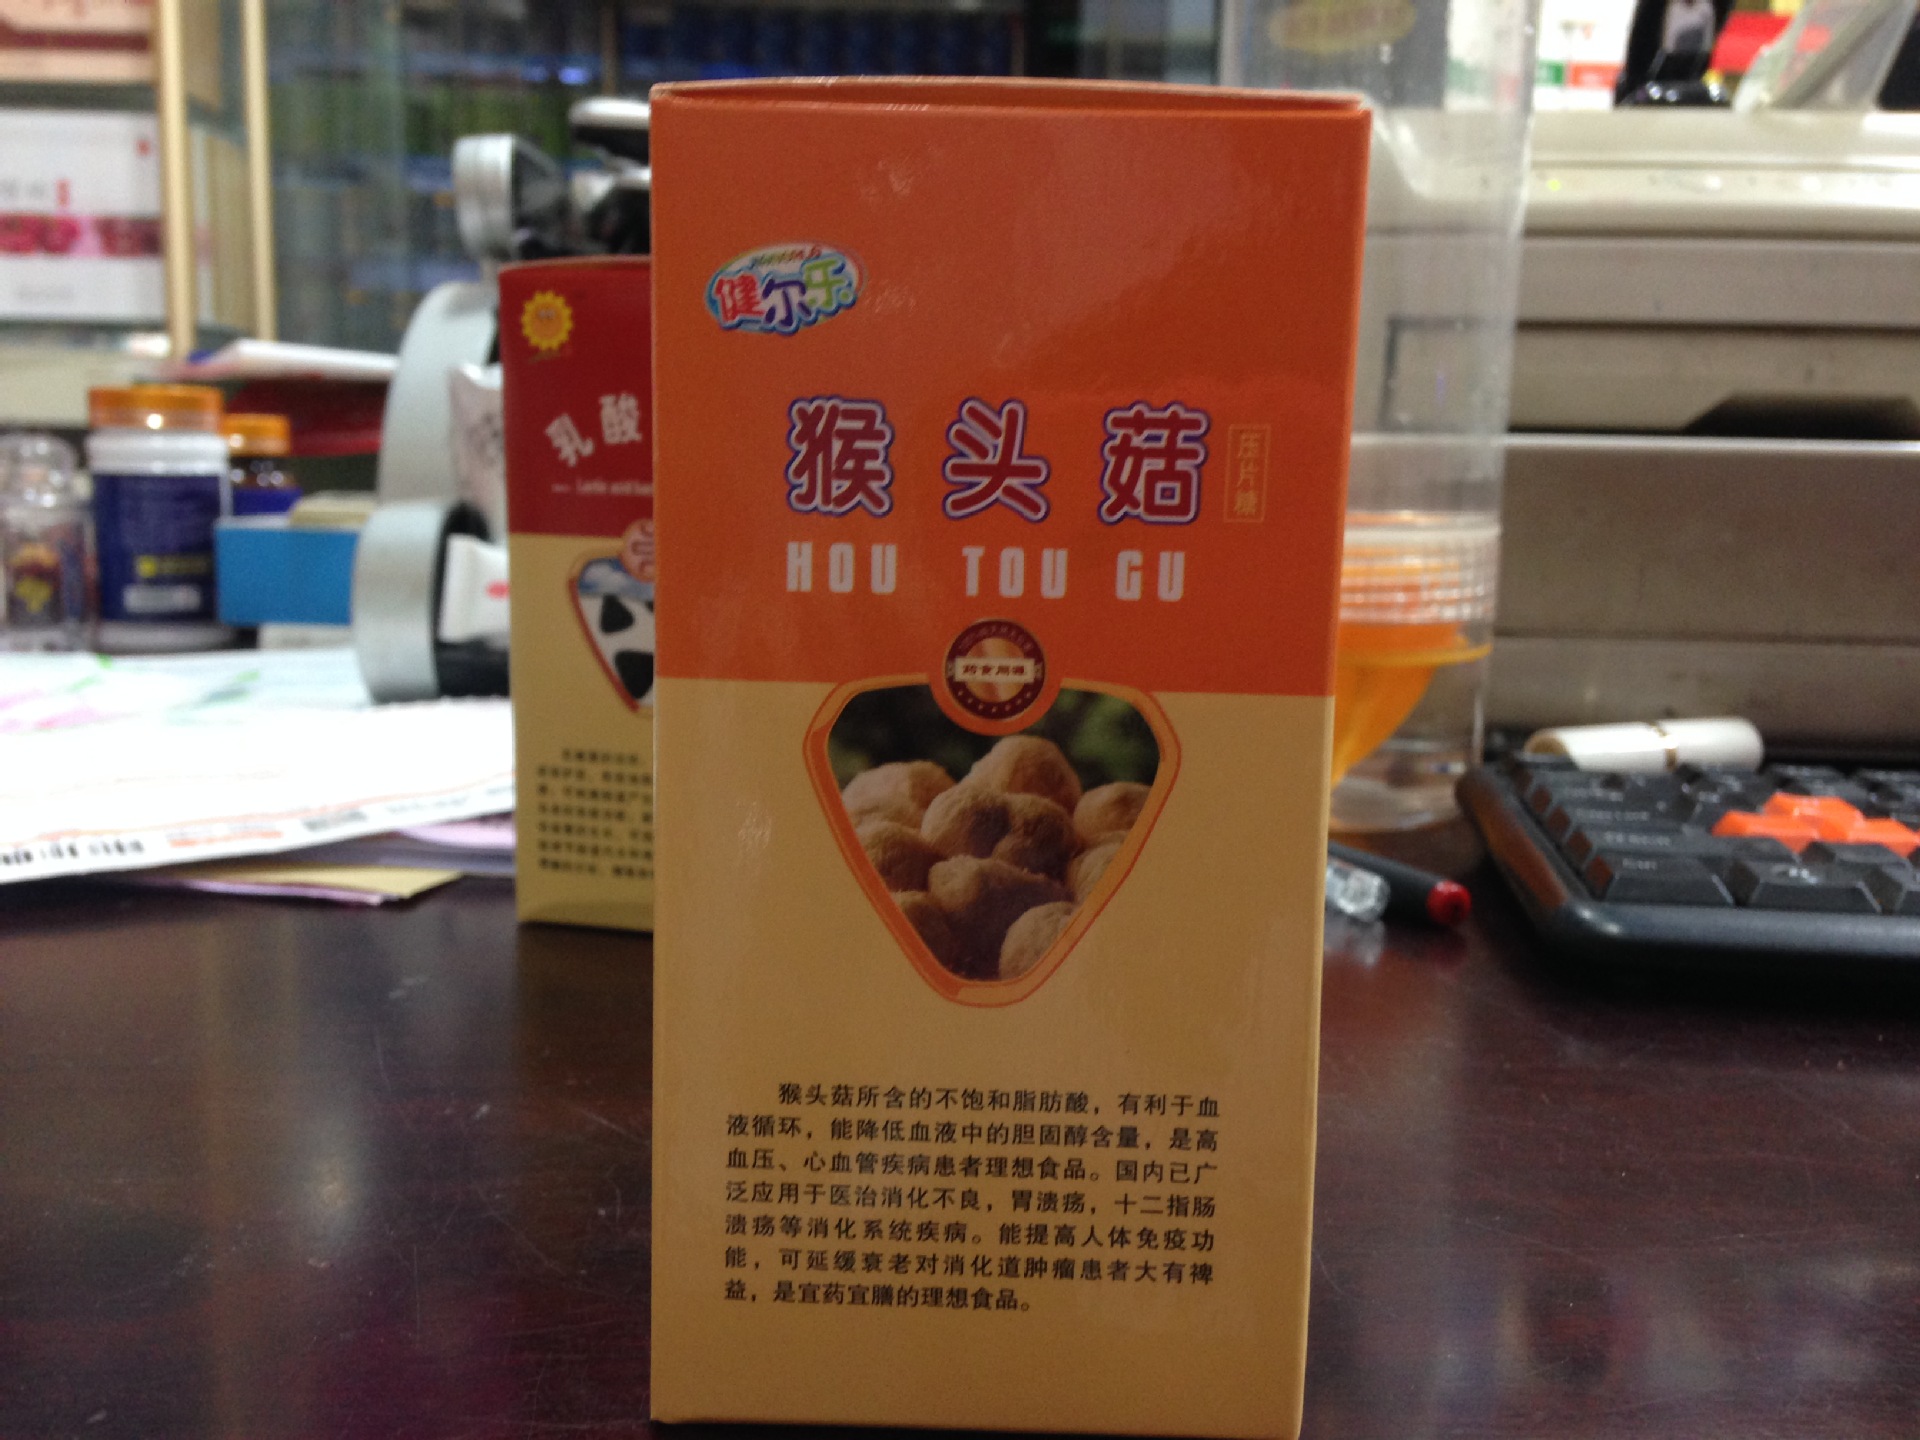 健尔乐
猴头菇
压片糖
HOU TOU GU
药食同源
猴头菇所含的不饱和脂肪酸，有利于血
液循环，能降低血液中的胆固醇含量，是高
血压、心血管疾病患者理想食品。国内已广
泛应用于医治消化不良，胃溃疡，十二指肠
溃疡等消化系统疾病。能提高人体免疫功
能，可延缓衰老对消化道肿瘤患者大有裨
益，是宜药宜膳的理想食品。
乳酸
Lactic acid